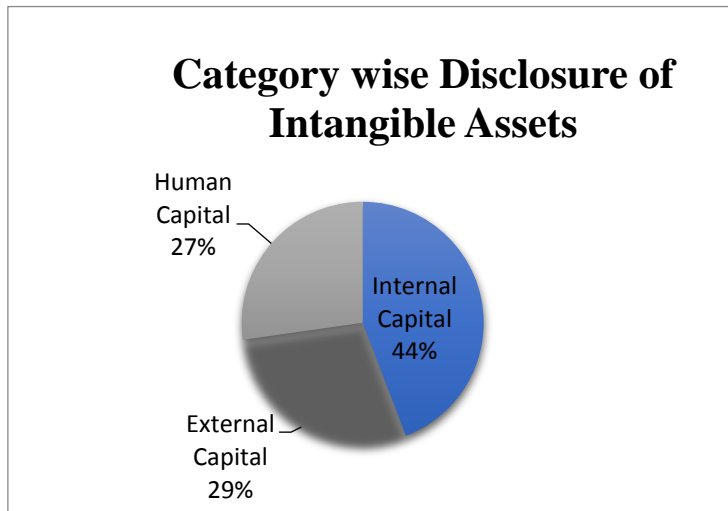 Category wise Disclosure of
Intangible Assets
Human
Capital
27%
Internal
Capital
44%
External
Capital
29%